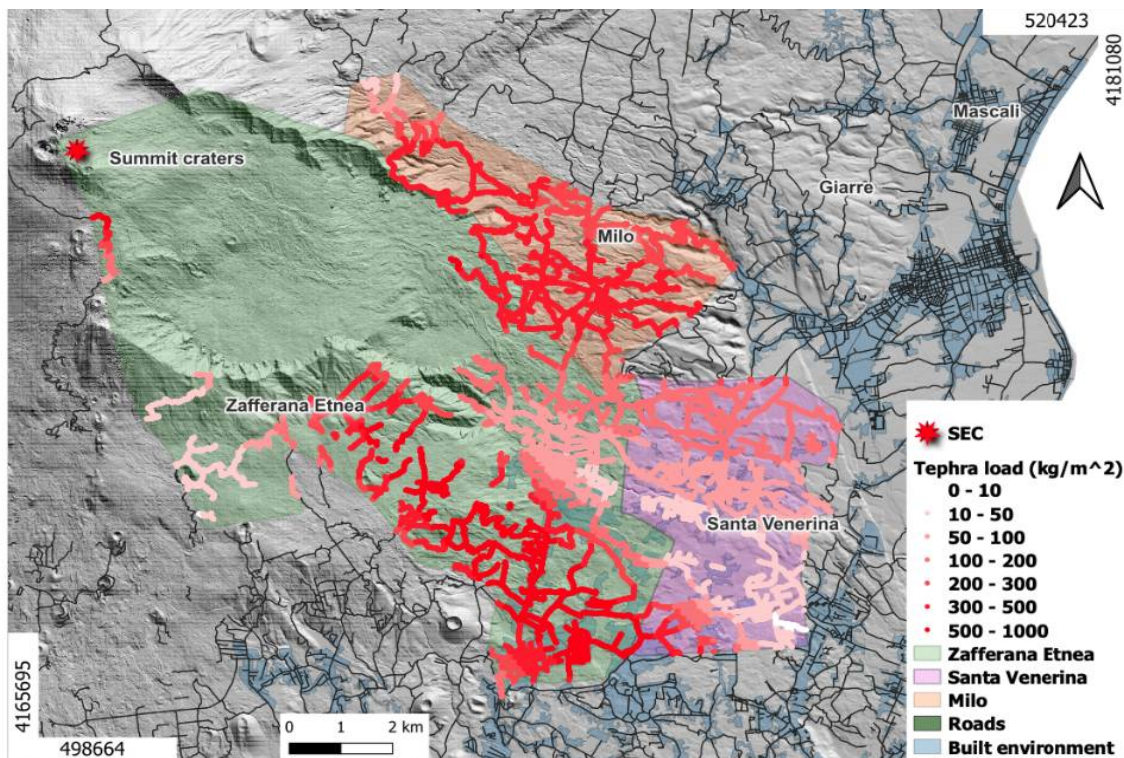 520423
4181080
Mascali
Summit craters
Giarre
Milo
Zafferana Etnea
Santa Venerina
SEC
Tephra load (kg/m^2)
0 - 10
10 - 50
50 - 100
100 - 200
200 - 300
300 - 500
500 - 1000
Zafferana Etnea
Santa Venerina
Milo
Roads
Built environment
4165695
498664
0 1 2 km